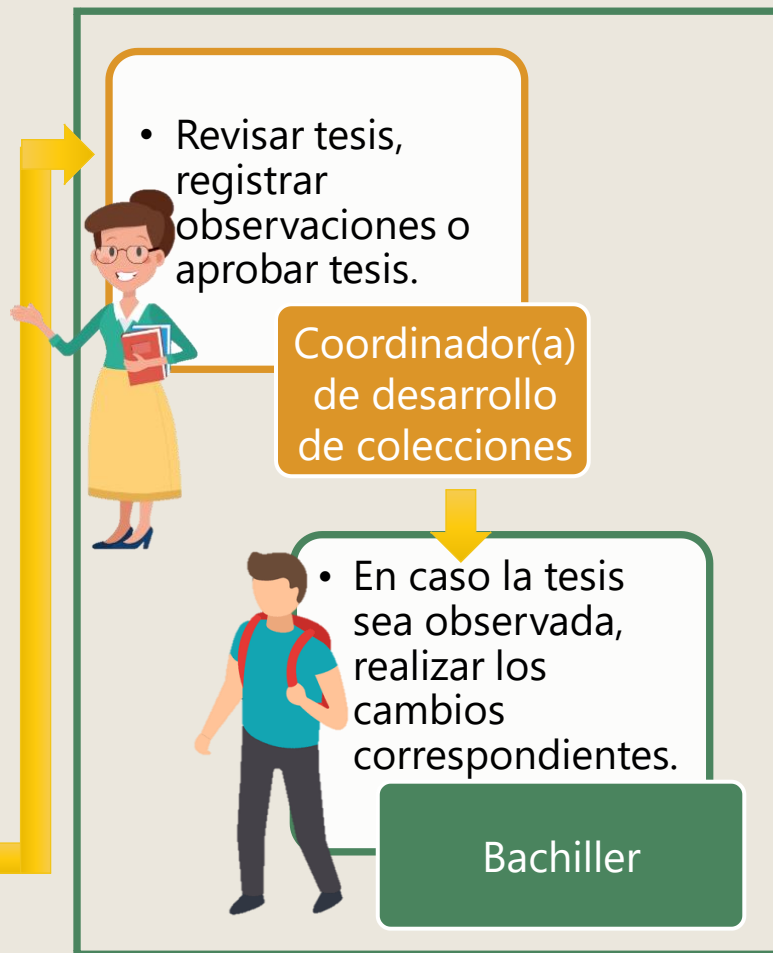 • Revisar tesis,
registrar
observaciones o
aprobar tesis.
Coordinador(a)
de desarrollo
de colecciones
• En caso la tesis
sea observada,
realizar los
cambios
correspondientes.
Bachiller